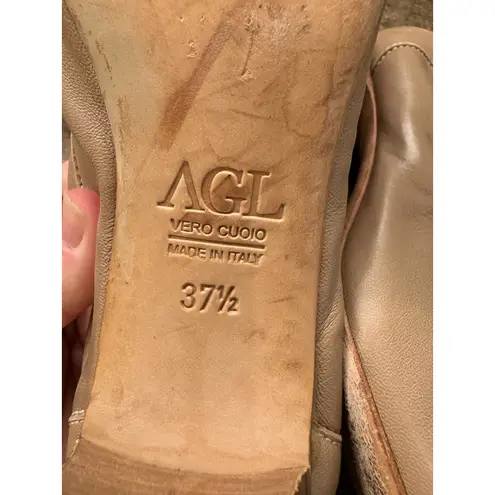 AGL
VERO CUOIO
MADE IN ITALY
37½